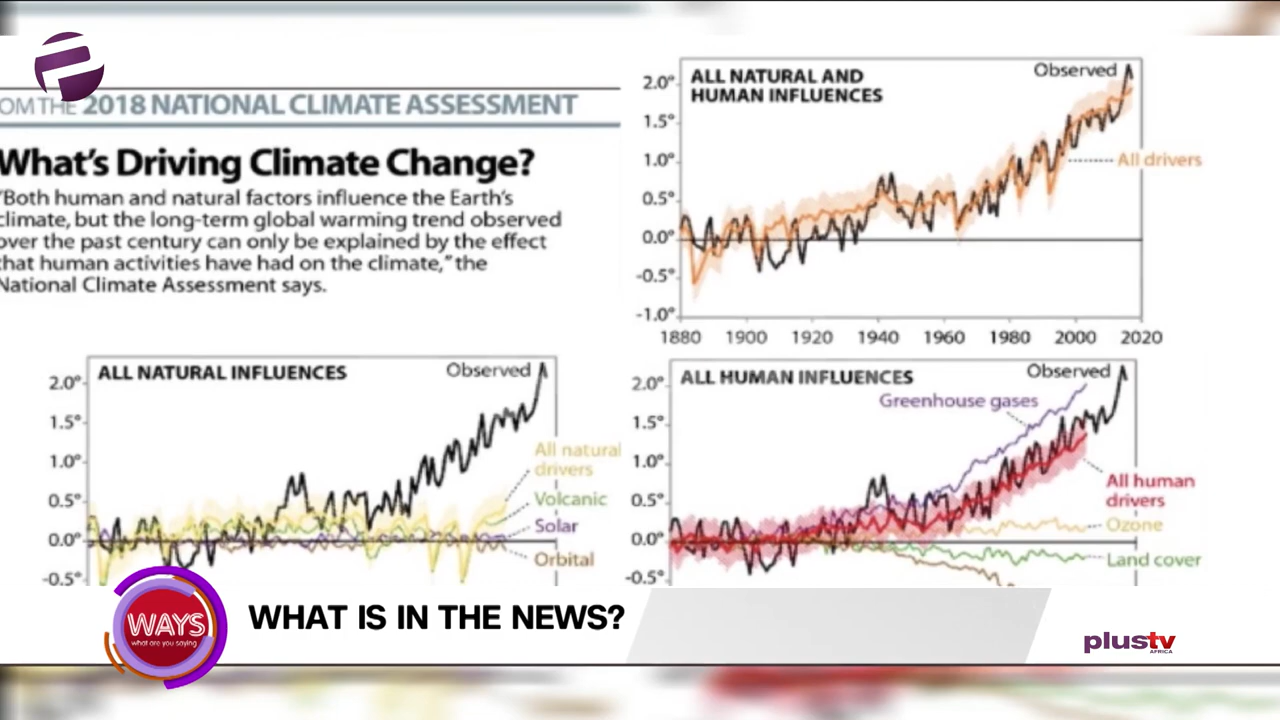 OM THE 2018 NATIONAL CLIMATE ASSESSMENT
What's Driving Climate Change?
"Both human and natural factors influence the Earth's
climate, but the long-term global warming trend observed
over the past century can only be explained by the effect
that human activities have had on the climate," the
National Climate Assessment says.
ALL NATURAL AND
HUMAN INFLUENCES
Observed
All drivers
2.0°
1.5°
1.0°
0.5°
0.0°
-0.5°
-1.0°
1880 1900 1920 1940 1960 1980 2000 2020
ALL NATURAL INFLUENCES
Observed
2.0°
1.5°
1.0°
0.5°
0.0°
-0.5°
All natural
drivers
Volcanic
Solar
Orbital
ALL HUMAN INFLUENCES
Observed
Greenhouse gases
2.0°
1.5°
1.0°
0.5°
0.0°
-0.5°
All human
drivers
Ozone
Land cover
WAYS
what are you saying
WHAT IS IN THE NEWS?
plustv
AFRICA